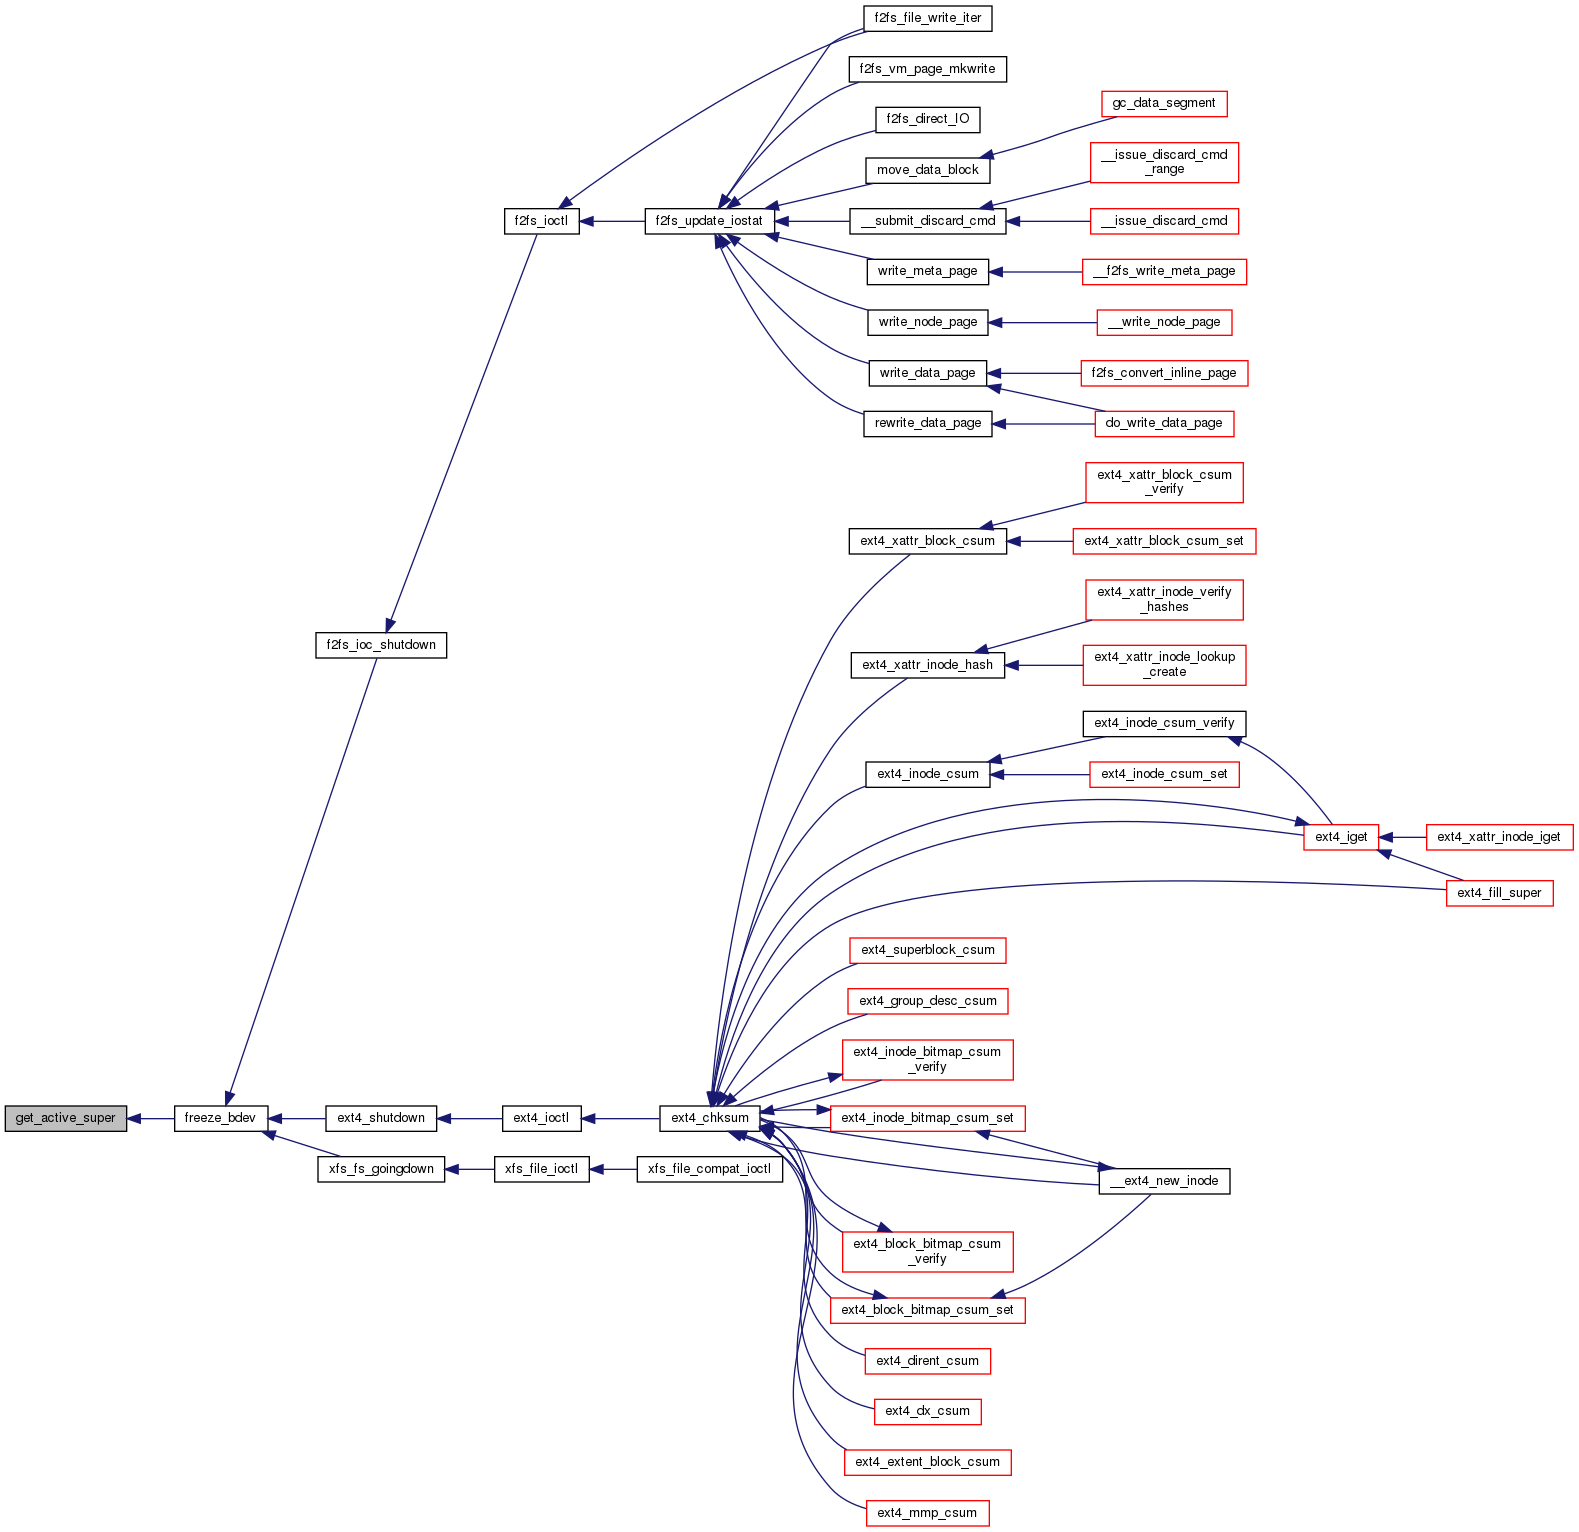 f2fs_file_write_iter
f2fs_vm_page_mkwrite
gc_data_segment
f2fs_direct_IO
__issue_discard_cmd
_range
move_data_block
f2fs_ioctl
f2fs_update_iostat
__submit_discard_cmd
__issue_discard_cmd
write_meta_page
__f2fs_write_meta_page
write_node_page
__write_node_page
write_data_page
f2fs_convert_inline_page
rewrite_data_page
do_write_data_page
ext4_xattr_block_csum
_verify
ext4_xattr_block_csum
ext4_xattr_block_csum_set
ext4_xattr_inode_verify
_hashes
f2fs_ioc_shutdown
ext4_xattr_inode_hash
ext4_xattr_inode_lookup
_create
ext4_inode_csum_verify
ext4_inode_csum
ext4_inode_csum_set
ext4_iget
ext4_xattr_inode_iget
ext4_fill_super
ext4_superblock_csum
ext4_group_desc_csum
ext4_inode_bitmap_csum
_verify
get_active_super
freeze_bdev
ext4_shutdown
ext4_ioctl
ext4_chksum
ext4_inode_bitmap_csum_set
xfs_fs_goingdown
xfs_file_ioctl
xfs_file_compat_ioctl
__ext4_new_inode
ext4_block_bitmap_csum
_verify
ext4_block_bitmap_csum_set
ext4_dirent_csum
ext4_dx_csum
ext4_extent_block_csum
ext4_mmp_csum